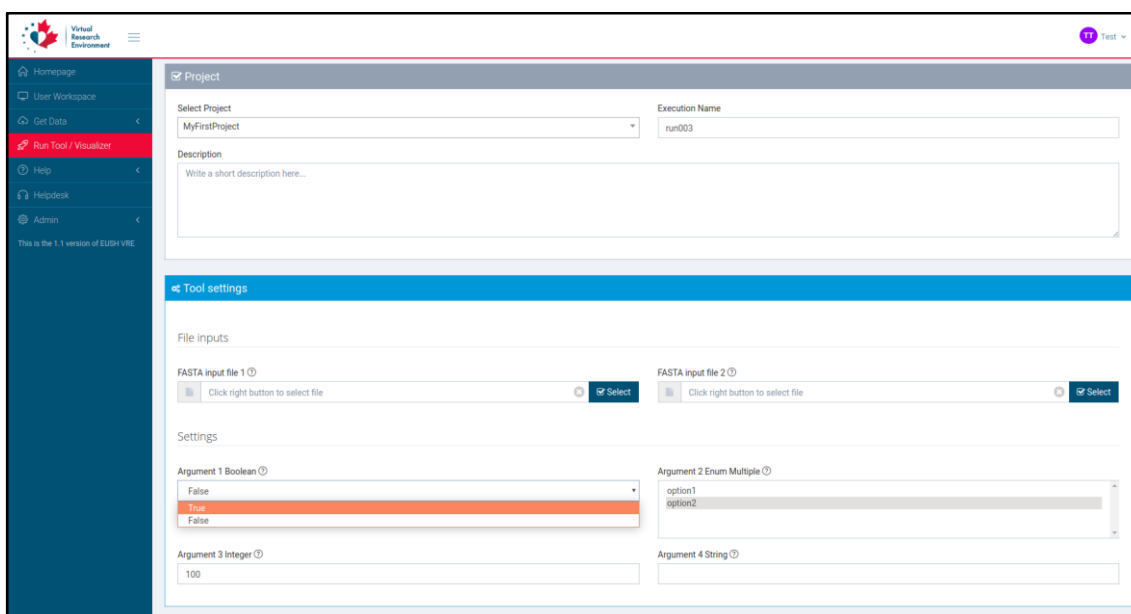 Virtual
Research
Environment
TT Test
Homepage
User Workspace
Get Data
Run Tool / Visualizer
Help
Helpdesk
Admin
This is the 1.1 version of EUSH VRE
Project
Select Project
Execution Name
MyFirstProject
run003
Description
Write a short description here...
Tool settings
File inputs
FASTA input file 1
FASTA input file 2
Click right button to select file
Select
Click right button to select file
Select
Settings
Argument 1 Boolean
Argument 2 Enum Multiple
False
True
False
option1
option2
Argument 3 Integer
Argument 4 String
100